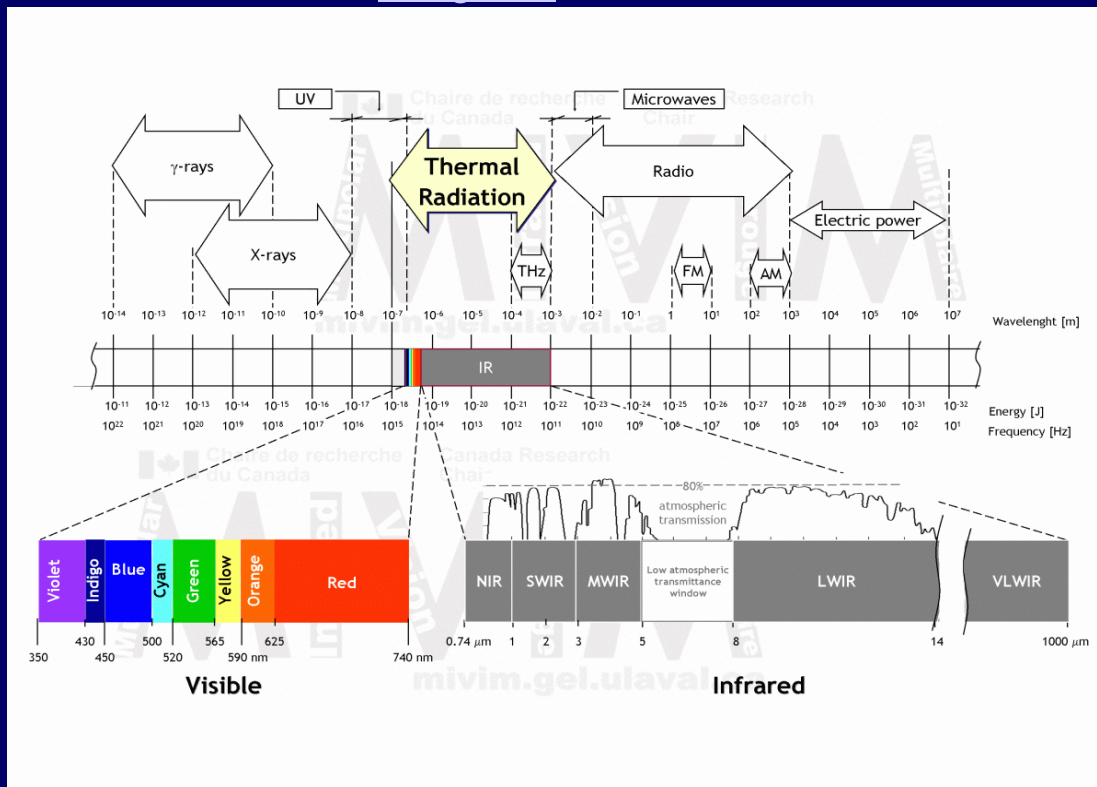 UV
Microwaves
Chaire de recherche
du Canada
Research
Chair
γ-rays
Thermal
Radiation
Radio
X-rays
THz
Electric power
FM
AM
10⁻¹⁴ 10⁻¹³ 10⁻¹² 10⁻¹¹ 10⁻¹⁰ 10⁻⁹ 10⁻⁸ 10⁻⁷ 10⁻⁶ 10⁻⁵ 10⁻⁴ 10⁻³ 10⁻² 10⁻¹ 1 10¹ 10² 10³ 10⁴ 10⁵ 10⁶ 10⁷
Wavelenght [m]
mivim.gel.ulaval.ca
IR
10⁻¹¹ 10⁻¹² 10⁻¹³ 10⁻¹⁴ 10⁻¹⁵ 10⁻¹⁶ 10⁻¹⁷ 10⁻¹⁸ 10⁻¹⁹ 10⁻²⁰ 10⁻²¹ 10⁻²² 10⁻²³ 10⁻²⁴ 10⁻²⁵ 10⁻²⁶ 10⁻²⁷ 10⁻²⁸ 10⁻²⁹ 10⁻³⁰ 10⁻³¹ 10⁻³²
Energy [J]
10²² 10²¹ 10²⁰ 10¹⁹ 10¹⁸ 10¹⁷ 10¹⁶ 10¹⁵ 10¹⁴ 10¹³ 10¹² 10¹¹ 10¹⁰ 10⁹ 10⁸ 10⁷ 10⁶ 10⁵ 10⁴ 10³ 10² 10¹
Frequency [Hz]
Chaire de recherche
du Canada
Canada Research
Chair
80%
atmospheric
transmission
Violet
Indigo
Blue
Cyan
Green
Yellow
Orange
Red
NIR
SWIR
MWIR
Low atmospheric
transmittance
window
LWIR
VLWIR
350 430 450 500 520 565 590 nm 625 740 nm
0.74 μm 1 2 3 5 8 14 1000 μm
Visible
Infrared
mivim.gel.ulaval.ca